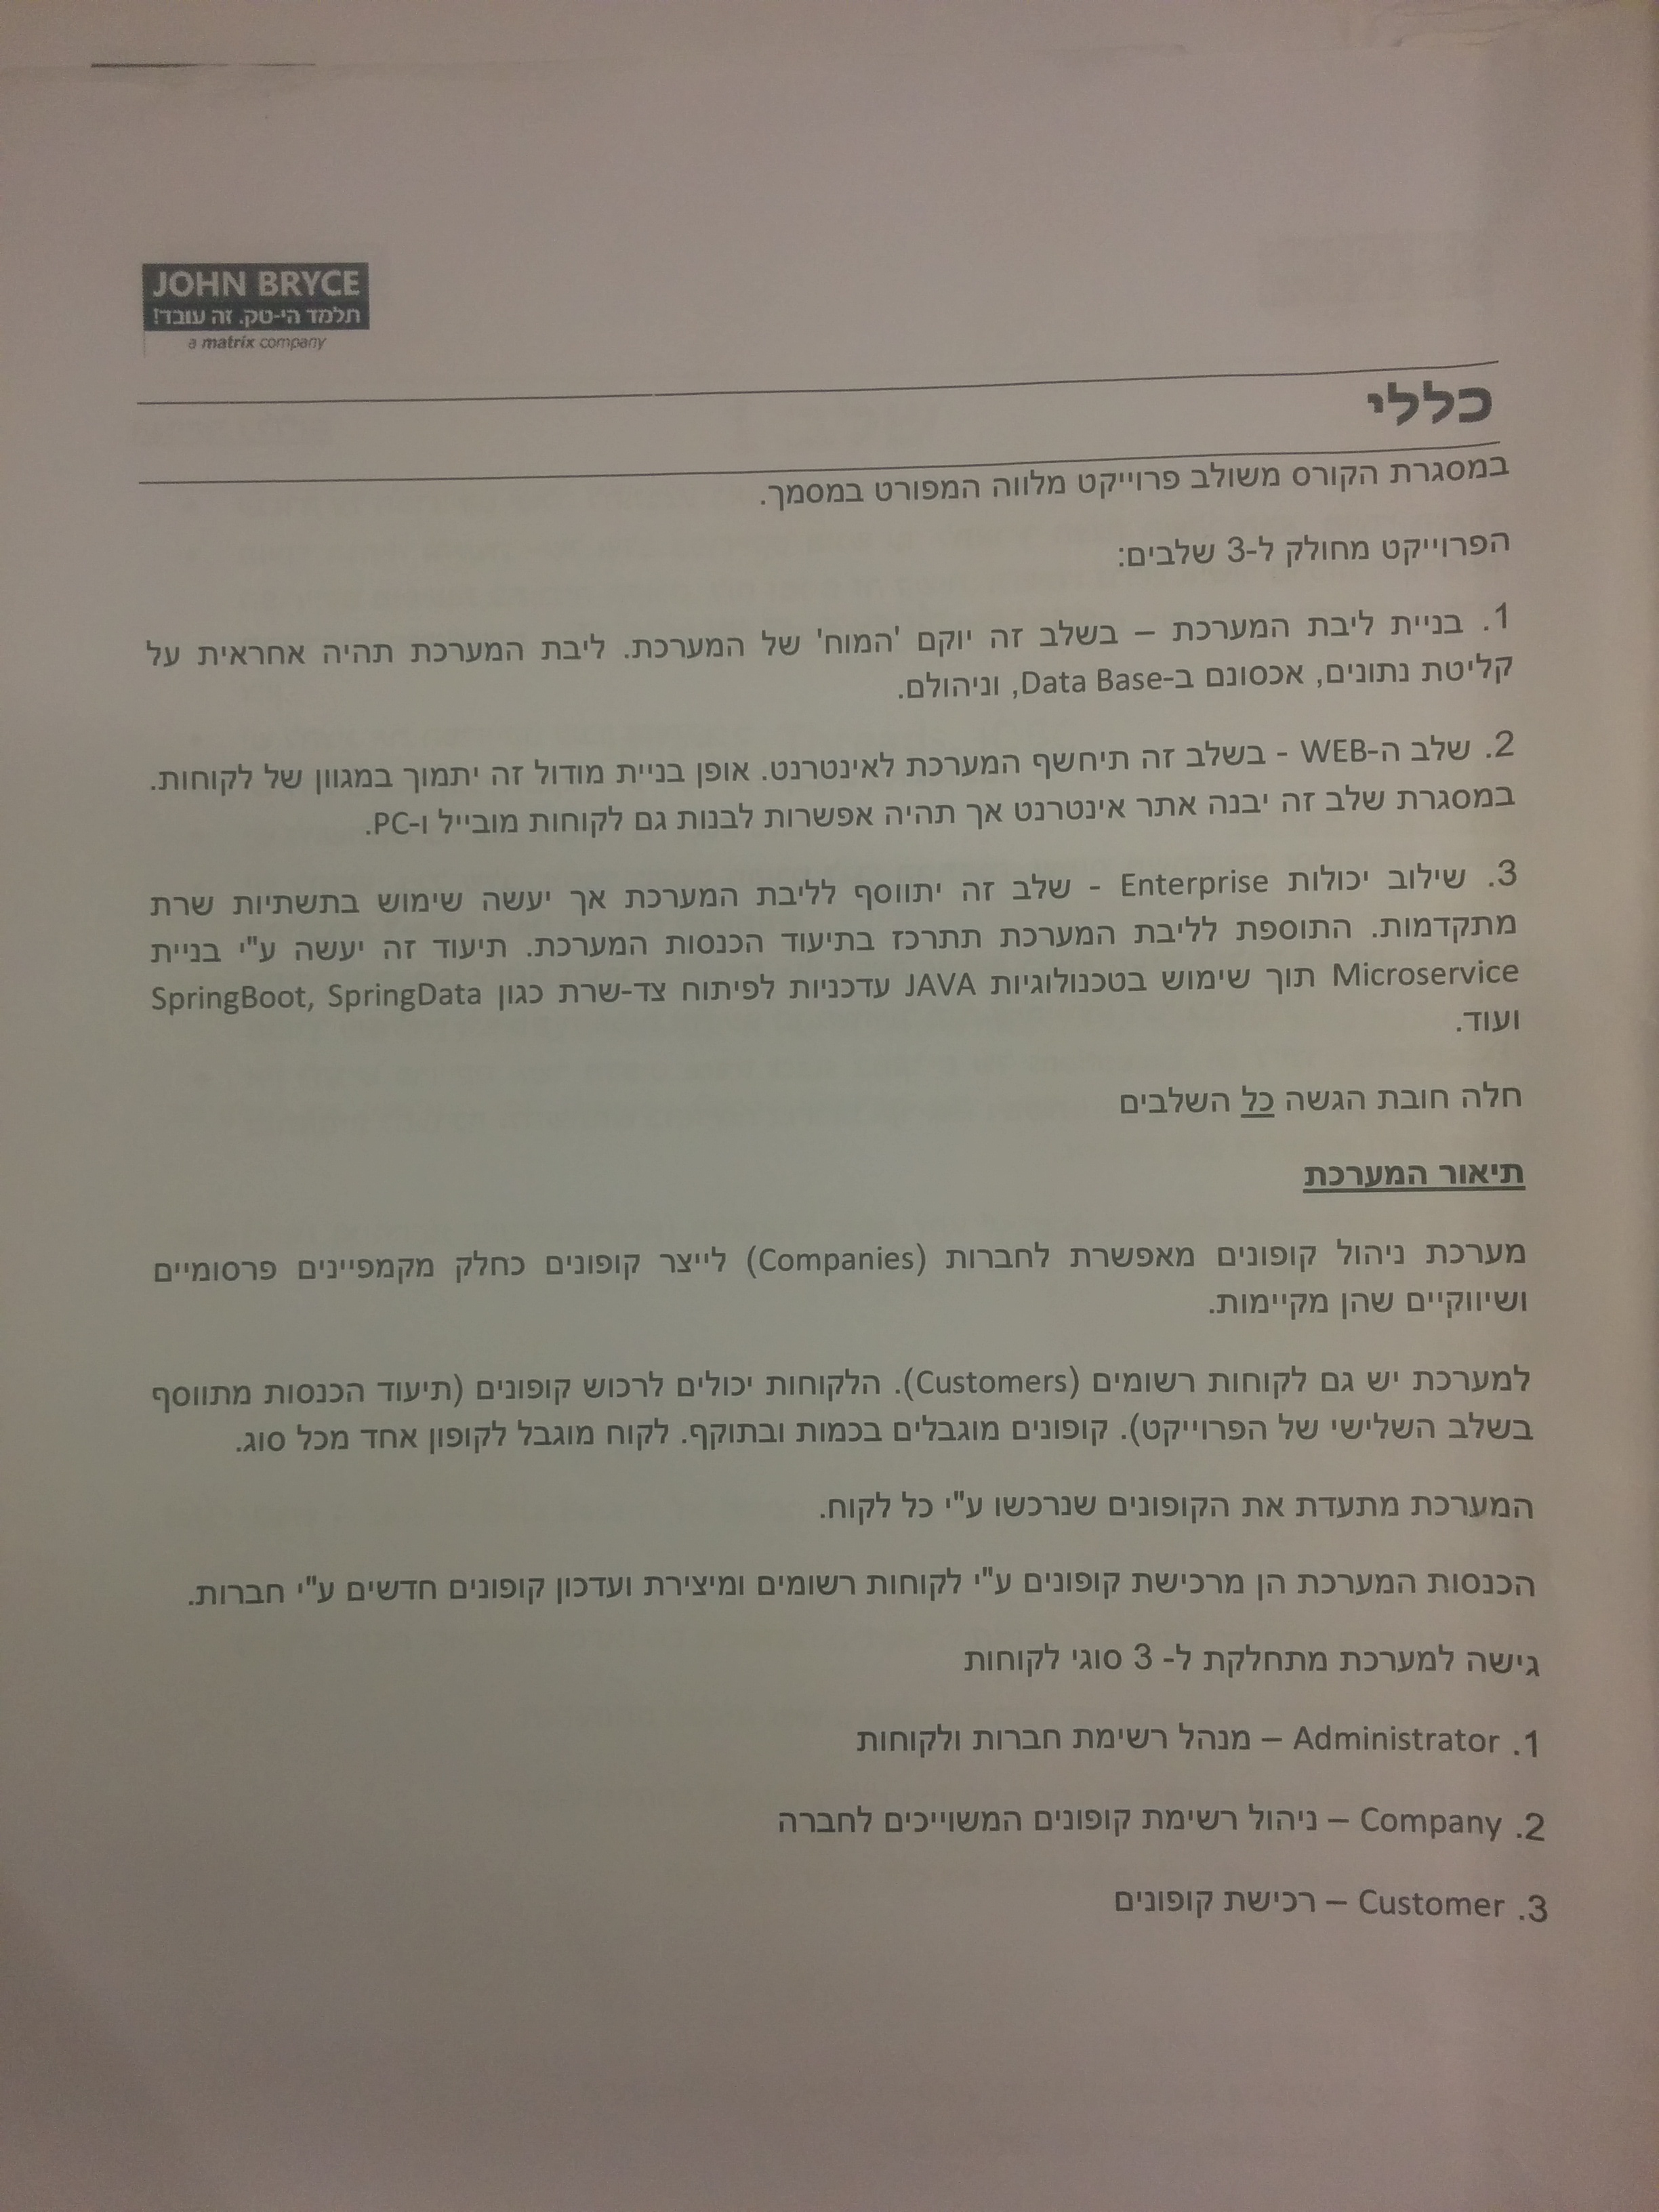 JOHN BRYCE
תלמד הי-טק. זה עובד!
a matrix company
כללי
במסגרת הקורס משולב פרוייקט מלווה המפורט במסמך.
הפרוייקט מחולק ל-3 שלבים:
1. בניית ליבת המערכת – בשלב זה יוקם 'המוח' של המערכת. ליבת המערכת תהיה אחראית על
קליטת נתונים, אכסונם ב-Data Base, וניהולם.
2. שלב ה-WEB - בשלב זה תיחשף המערכת לאינטרנט. אופן בניית מודול זה יתמוך במגוון של לקוחות.
במסגרת שלב זה יבנה אתר אינטרנט אך תהיה אפשרות לבנות גם לקוחות מובייל ו-PC.
3. שילוב יכולות Enterprise - שלב זה יתווסף לליבת המערכת אך יעשה שימוש בתשתיות שרת
מתקדמות. התוספת לליבת המערכת תתרכז בתיעוד הכנסות המערכת. תיעוד זה יעשה ע"י בניית
Microservice תוך שימוש בטכנולוגיות JAVA עדכניות לפיתוח צד-שרת כגון SpringBoot, SpringData
ועוד.
חלה חובת הגשה כל השלבים
תיאור המערכת
מערכת ניהול קופונים מאפשרת לחברות (Companies) לייצר קופונים כחלק מקמפיינים פרסומיים
ושיווקיים שהן מקיימות.
למערכת יש גם לקוחות רשומים (Customers). הלקוחות יכולים לרכוש קופונים (תיעוד הכנסות מתווסף
בשלב השלישי של הפרוייקט). קופונים מוגבלים בכמות ובתוקף. לקוח מוגבל לקופון אחד מכל סוג.
המערכת מתעדת את הקופונים שנרכשו ע"י כל לקוח.
הכנסות המערכת הן מרכישת קופונים ע"י לקוחות רשומים ומיצירת ועדכון קופונים חדשים ע"י חברות.
גישה למערכת מתחלקת ל- 3 סוגי לקוחות
1. Administrator – מנהל רשימת חברות ולקוחות
2. Company – ניהול רשימת קופונים המשוייכים לחברה
3. Customer – רכישת קופונים